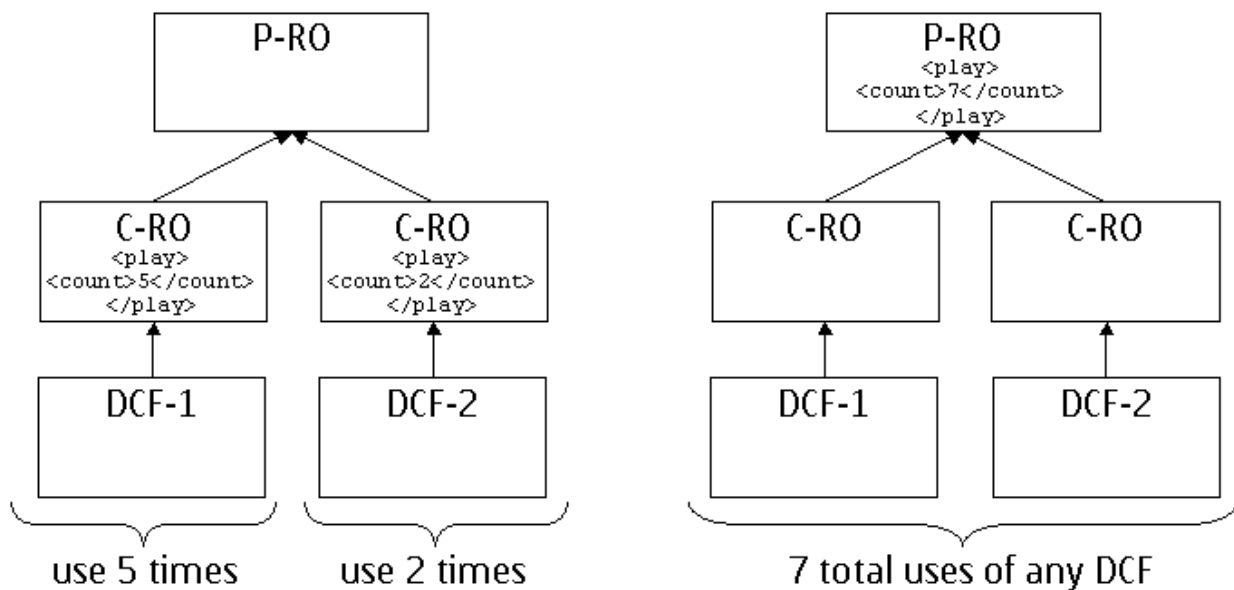 P-RO
C-RO
<play>
<count>5</count>
</play>
C-RO
<play>
<count>2</count>
</play>
DCF-1
DCF-2
use 5 times
use 2 times
P-RO
<play>
<count>7</count>
</play>
C-RO
C-RO
DCF-1
DCF-2
7 total uses of any DCF